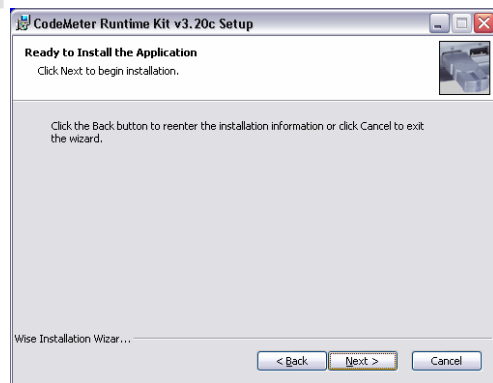 CodeMeter Runtime Kit v3.20c Setup
Ready to Install the Application
Click Next to begin installation.
Click the Back button to reenter the installation information or click Cancel to exit
the wizard.
Wise Installation Wizar...
< Back
Next >
Cancel